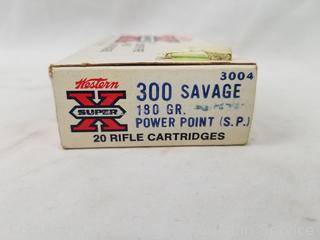 3004
Western
SUPER X
300 SAVAGE
180 GR.
POWER POINT (S.P.)
20 RIFLE CARTRIDGES